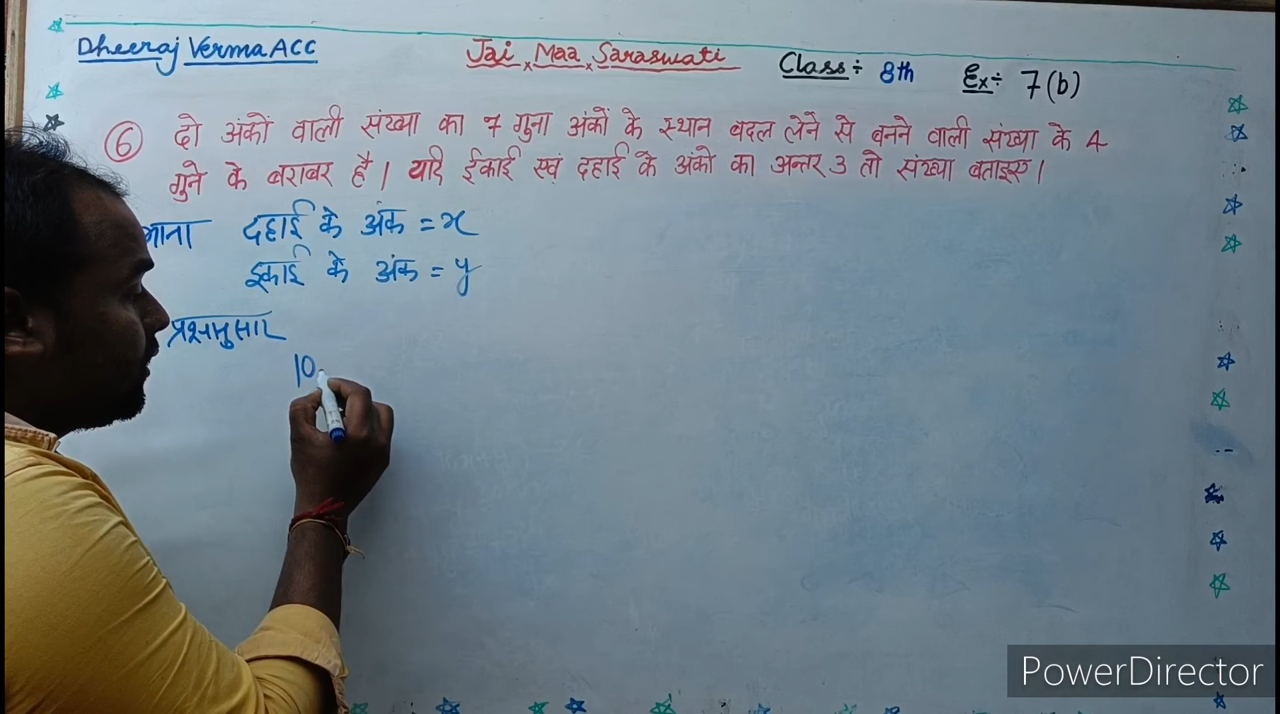 Dheeraj Verma ACC Jai x Maa x Saraswati Class÷ 8th Ex÷ 7(b)
⑥ दो अंकों वाली संख्या का 7 गुना अंकों के स्थान बदल लेने से बनने वाली संख्या के 4
गुने के बराबर है। यदि ईकाई एवं दहाई के अंको का अन्तर 3 तो संख्या बताइए।
माना दहाई के अंक = x
इकाई के अंक = y
प्रश्नानुसार
10
PowerDirector